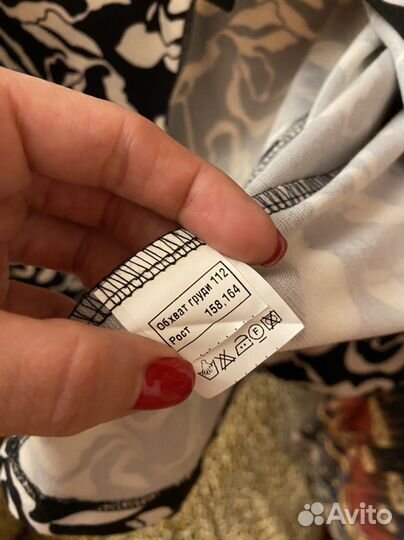 Обхват груди 112
Рост 158,164
F
Avito